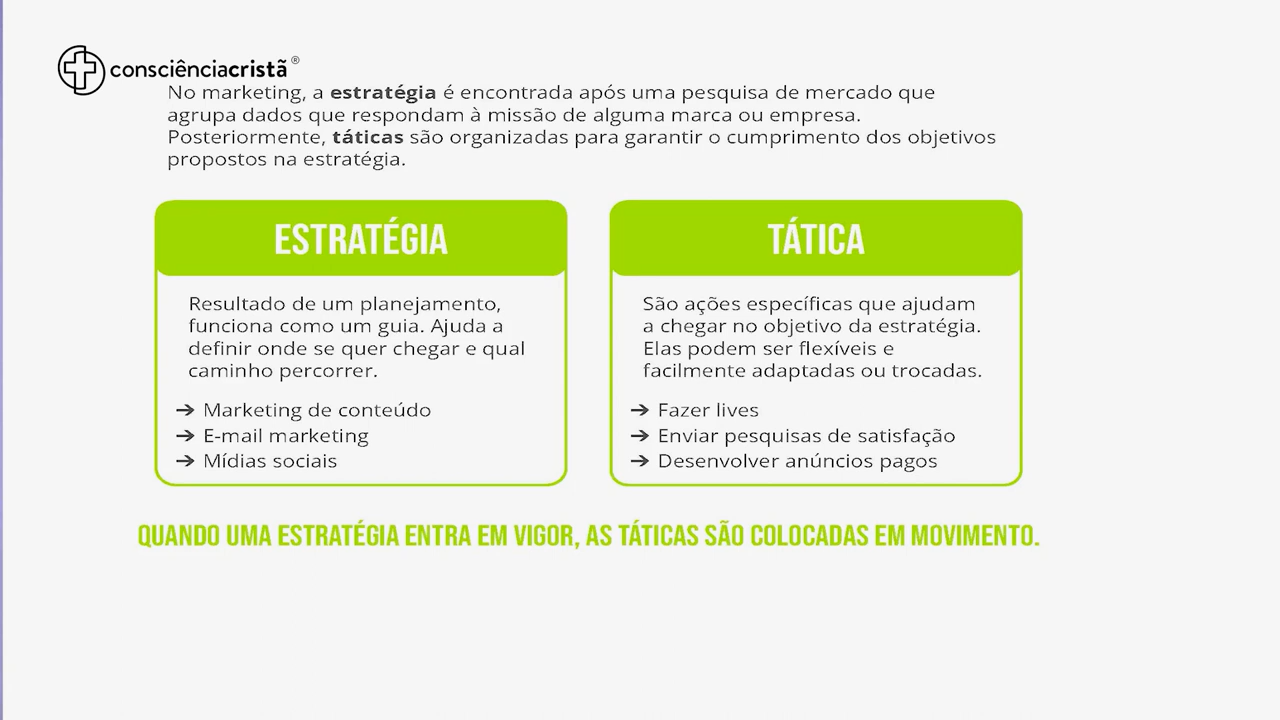 consciênciacristã®
No marketing, a estratégia é encontrada após uma pesquisa de mercado que
agrupa dados que respondam à missão de alguma marca ou empresa.
Posteriormente, táticas são organizadas para garantir o cumprimento dos objetivos
propostos na estratégia.
ESTRATÉGIA
Resultado de um planejamento,
funciona como um guia. Ajuda a
definir onde se quer chegar e qual
caminho percorrer.
→ Marketing de conteúdo
→ E-mail marketing
→ Mídias sociais
TÁTICA
São ações específicas que ajudam
a chegar no objetivo da estratégia.
Elas podem ser flexíveis e
facilmente adaptadas ou trocadas.
→ Fazer lives
→ Enviar pesquisas de satisfação
→ Desenvolver anúncios pagos
QUANDO UMA ESTRATÉGIA ENTRA EM VIGOR, AS TÁTICAS SÃO COLOCADAS EM MOVIMENTO.